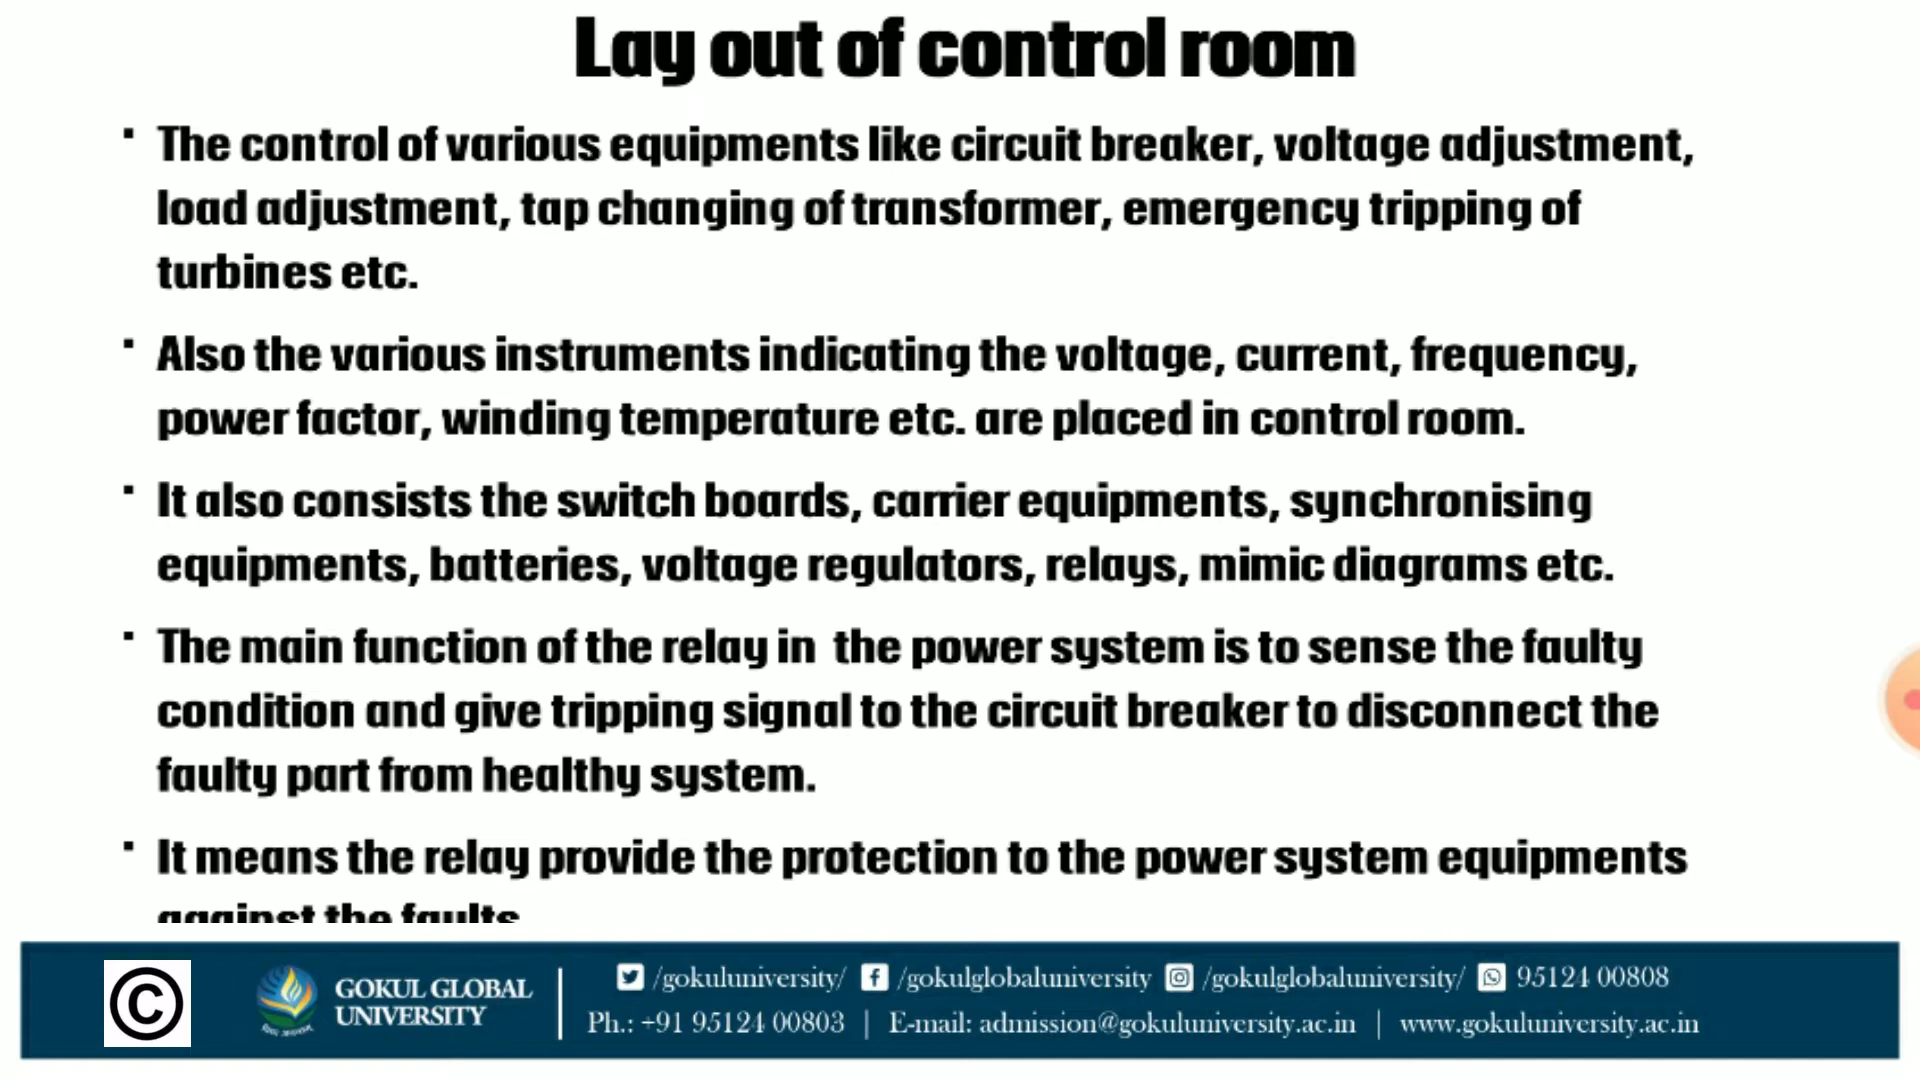 Lay out of control room
▪ The control of various equipments like circuit breaker, voltage adjustment,
load adjustment, tap changing of transformer, emergency tripping of
turbines etc.
▪ Also the various instruments indicating the voltage, current, frequency,
power factor, winding temperature etc. are placed in control room.
▪ It also consists the switch boards, carrier equipments, synchronising
equipments, batteries, voltage regulators, relays, mimic diagrams etc.
▪ The main function of the relay in the power system is to sense the faulty
condition and give tripping signal to the circuit breaker to disconnect the
faulty part from healthy system.
▪ It means the relay provide the protection to the power system equipments
against the faults
©
GOKUL GLOBAL
UNIVERSITY
/gokuluniversity/ /gokulglobaluniversity /gokulglobaluniversity/ 95124 00808
Ph.: +91 95124 00803 | E-mail: admission@gokuluniversity.ac.in | www.gokuluniversity.ac.in